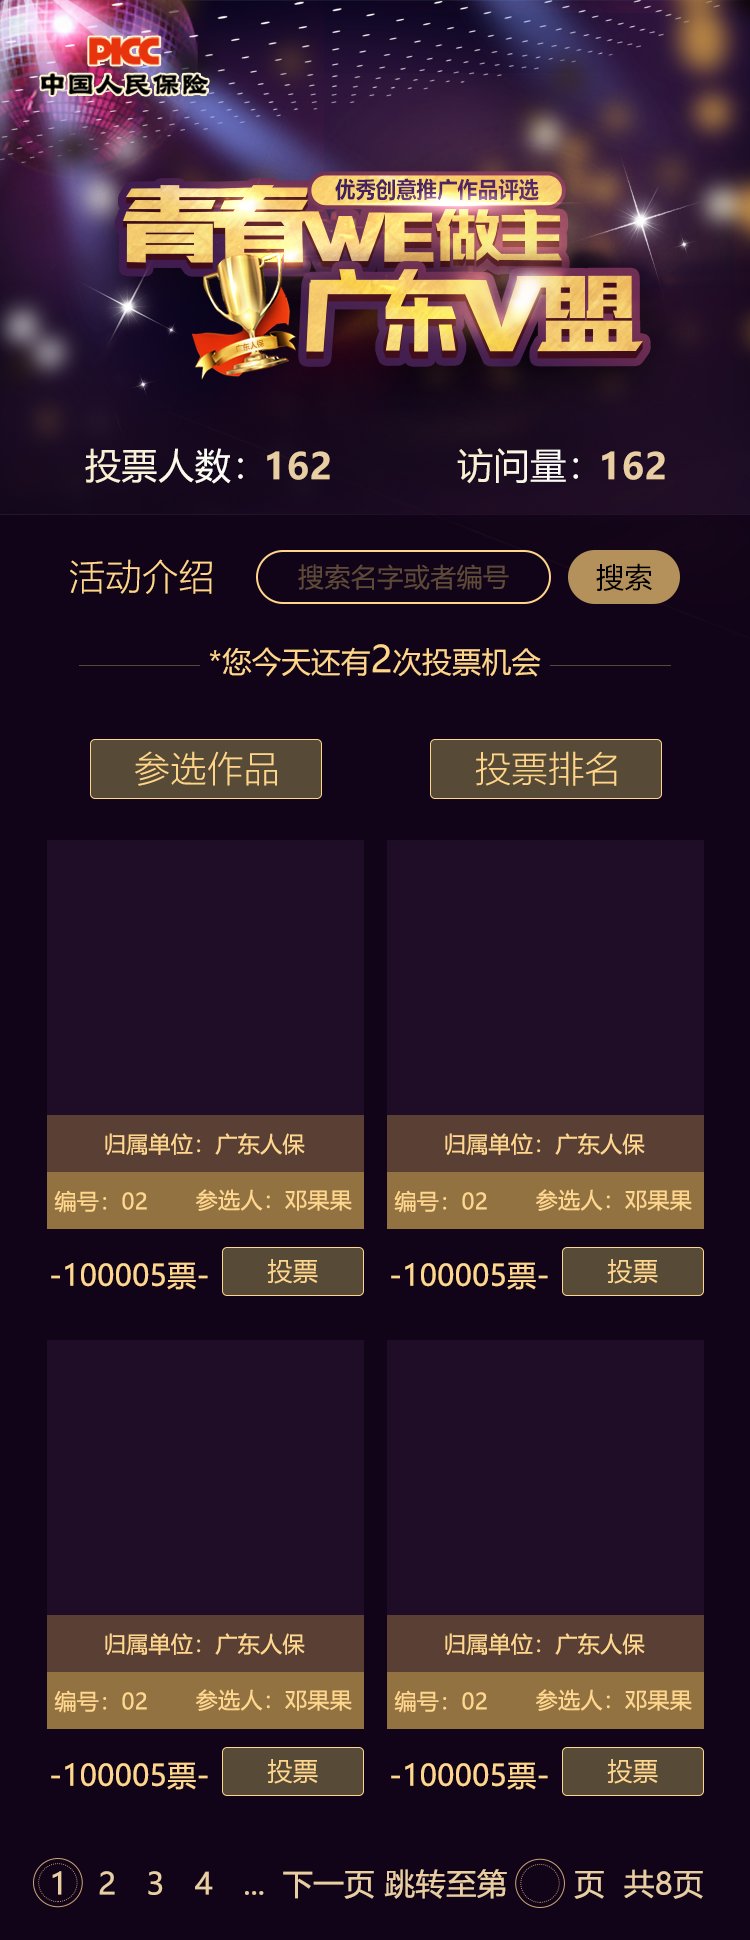 PICC
中国人民保险
优秀创意推广作品评选
青春WE做主
广东V盟
广东人保
投票人数：162 访问量：162
活动介绍 搜索名字或者编号 搜索
*您今天还有2次投票机会
参选作品 投票排名
归属单位：广东人保 归属单位：广东人保
编号：02 参选人：邓果果 编号：02 参选人：邓果果
-100005票- 投票 -100005票- 投票
归属单位：广东人保 归属单位：广东人保
编号：02 参选人：邓果果 编号：02 参选人：邓果果
-100005票- 投票 -100005票- 投票
1 2 3 4 ... 下一页 跳转至第 页 共8页